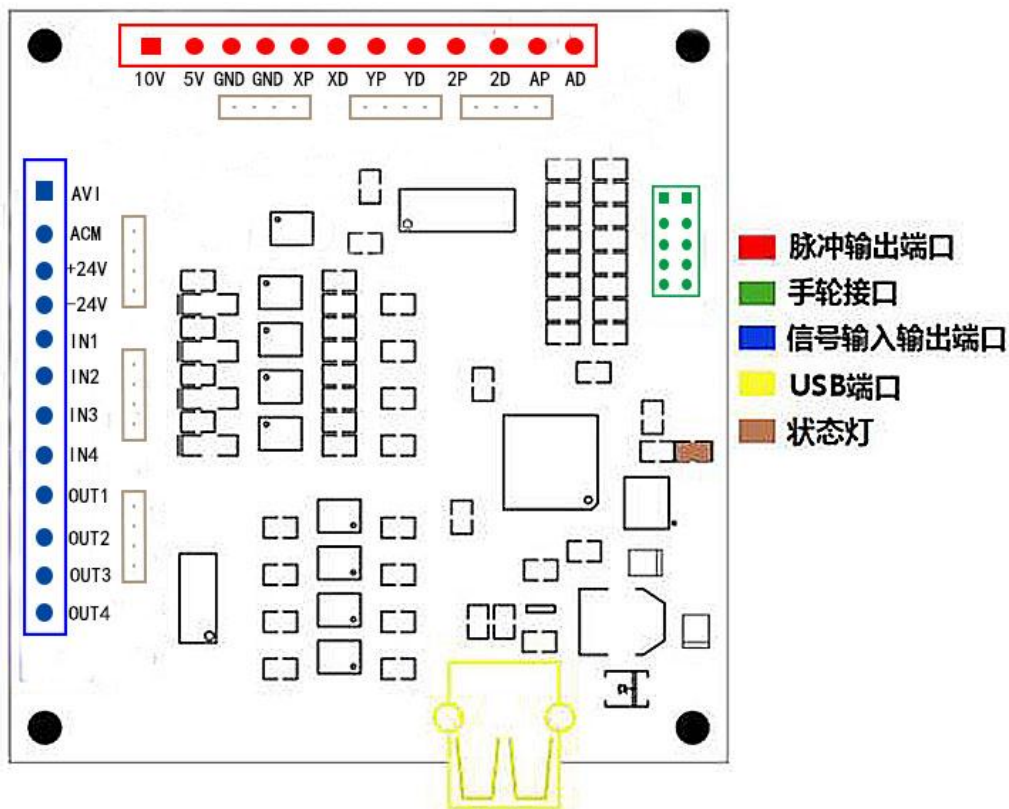 10V 5V GND GND XP XD YP YD 2P 2D AP AD
AVI
ACM
+24V
-24V
IN1
IN2
IN3
IN4
OUT1
OUT2
OUT3
OUT4
脉冲输出端口
手轮接口
信号输入输出端口
USB端口
状态灯